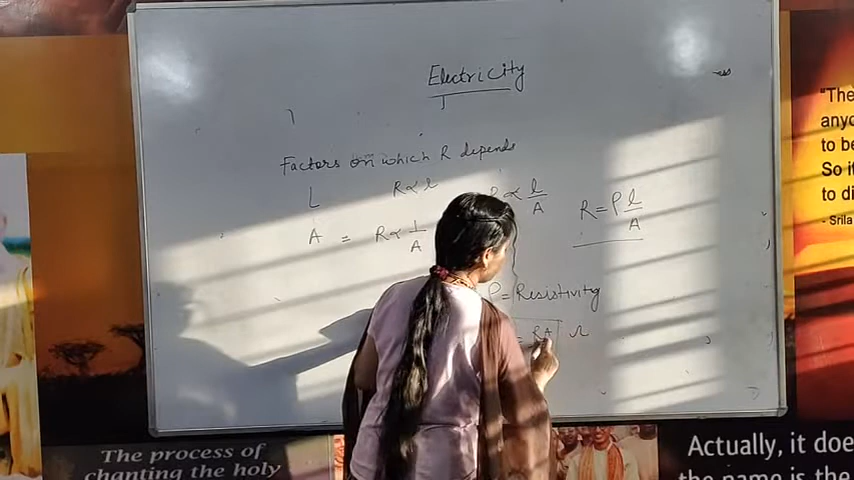 Electricity
Factors on which R depends
L R ∝ l ∝ l/A R = ρ l/A
A = R ∝ 1/A
ρ = Resistivity
= RA Ω
"The
anyo
to be
So i
to di
- Srila
The process of
chanting the holy
Actually, it doe
the name is the